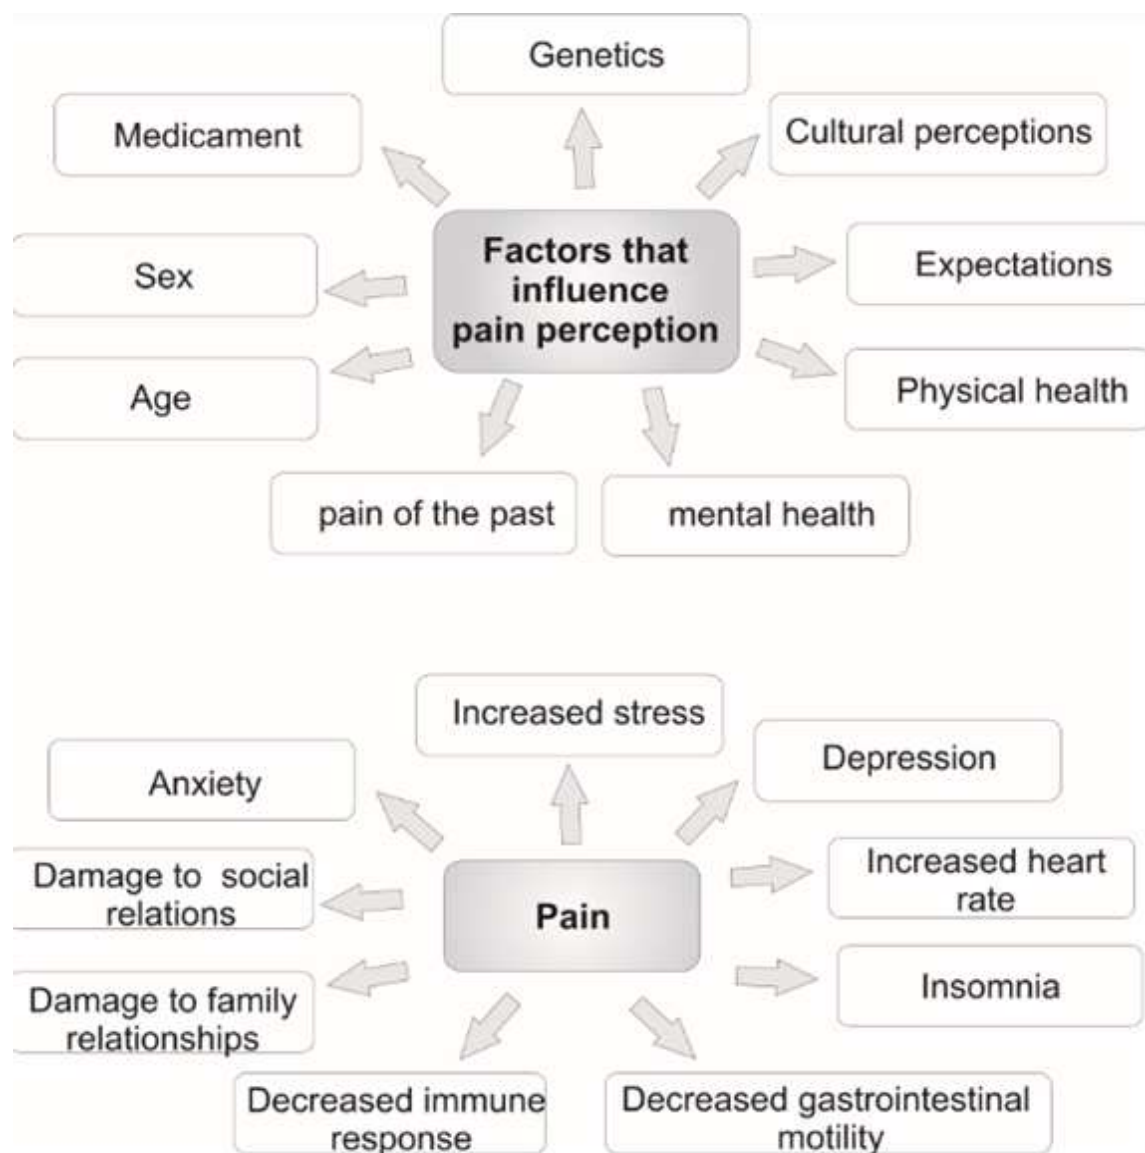 Genetics
Medicament
Cultural perceptions
Factors that
influence
pain perception
Sex
Expectations
Age
Physical health
pain of the past
mental health
Increased stress
Depression
Anxiety
Increased heart
rate
Damage to social
relations
Pain
Insomnia
Damage to family
relationships
Decreased immune
response
Decreased gastrointestinal
motility